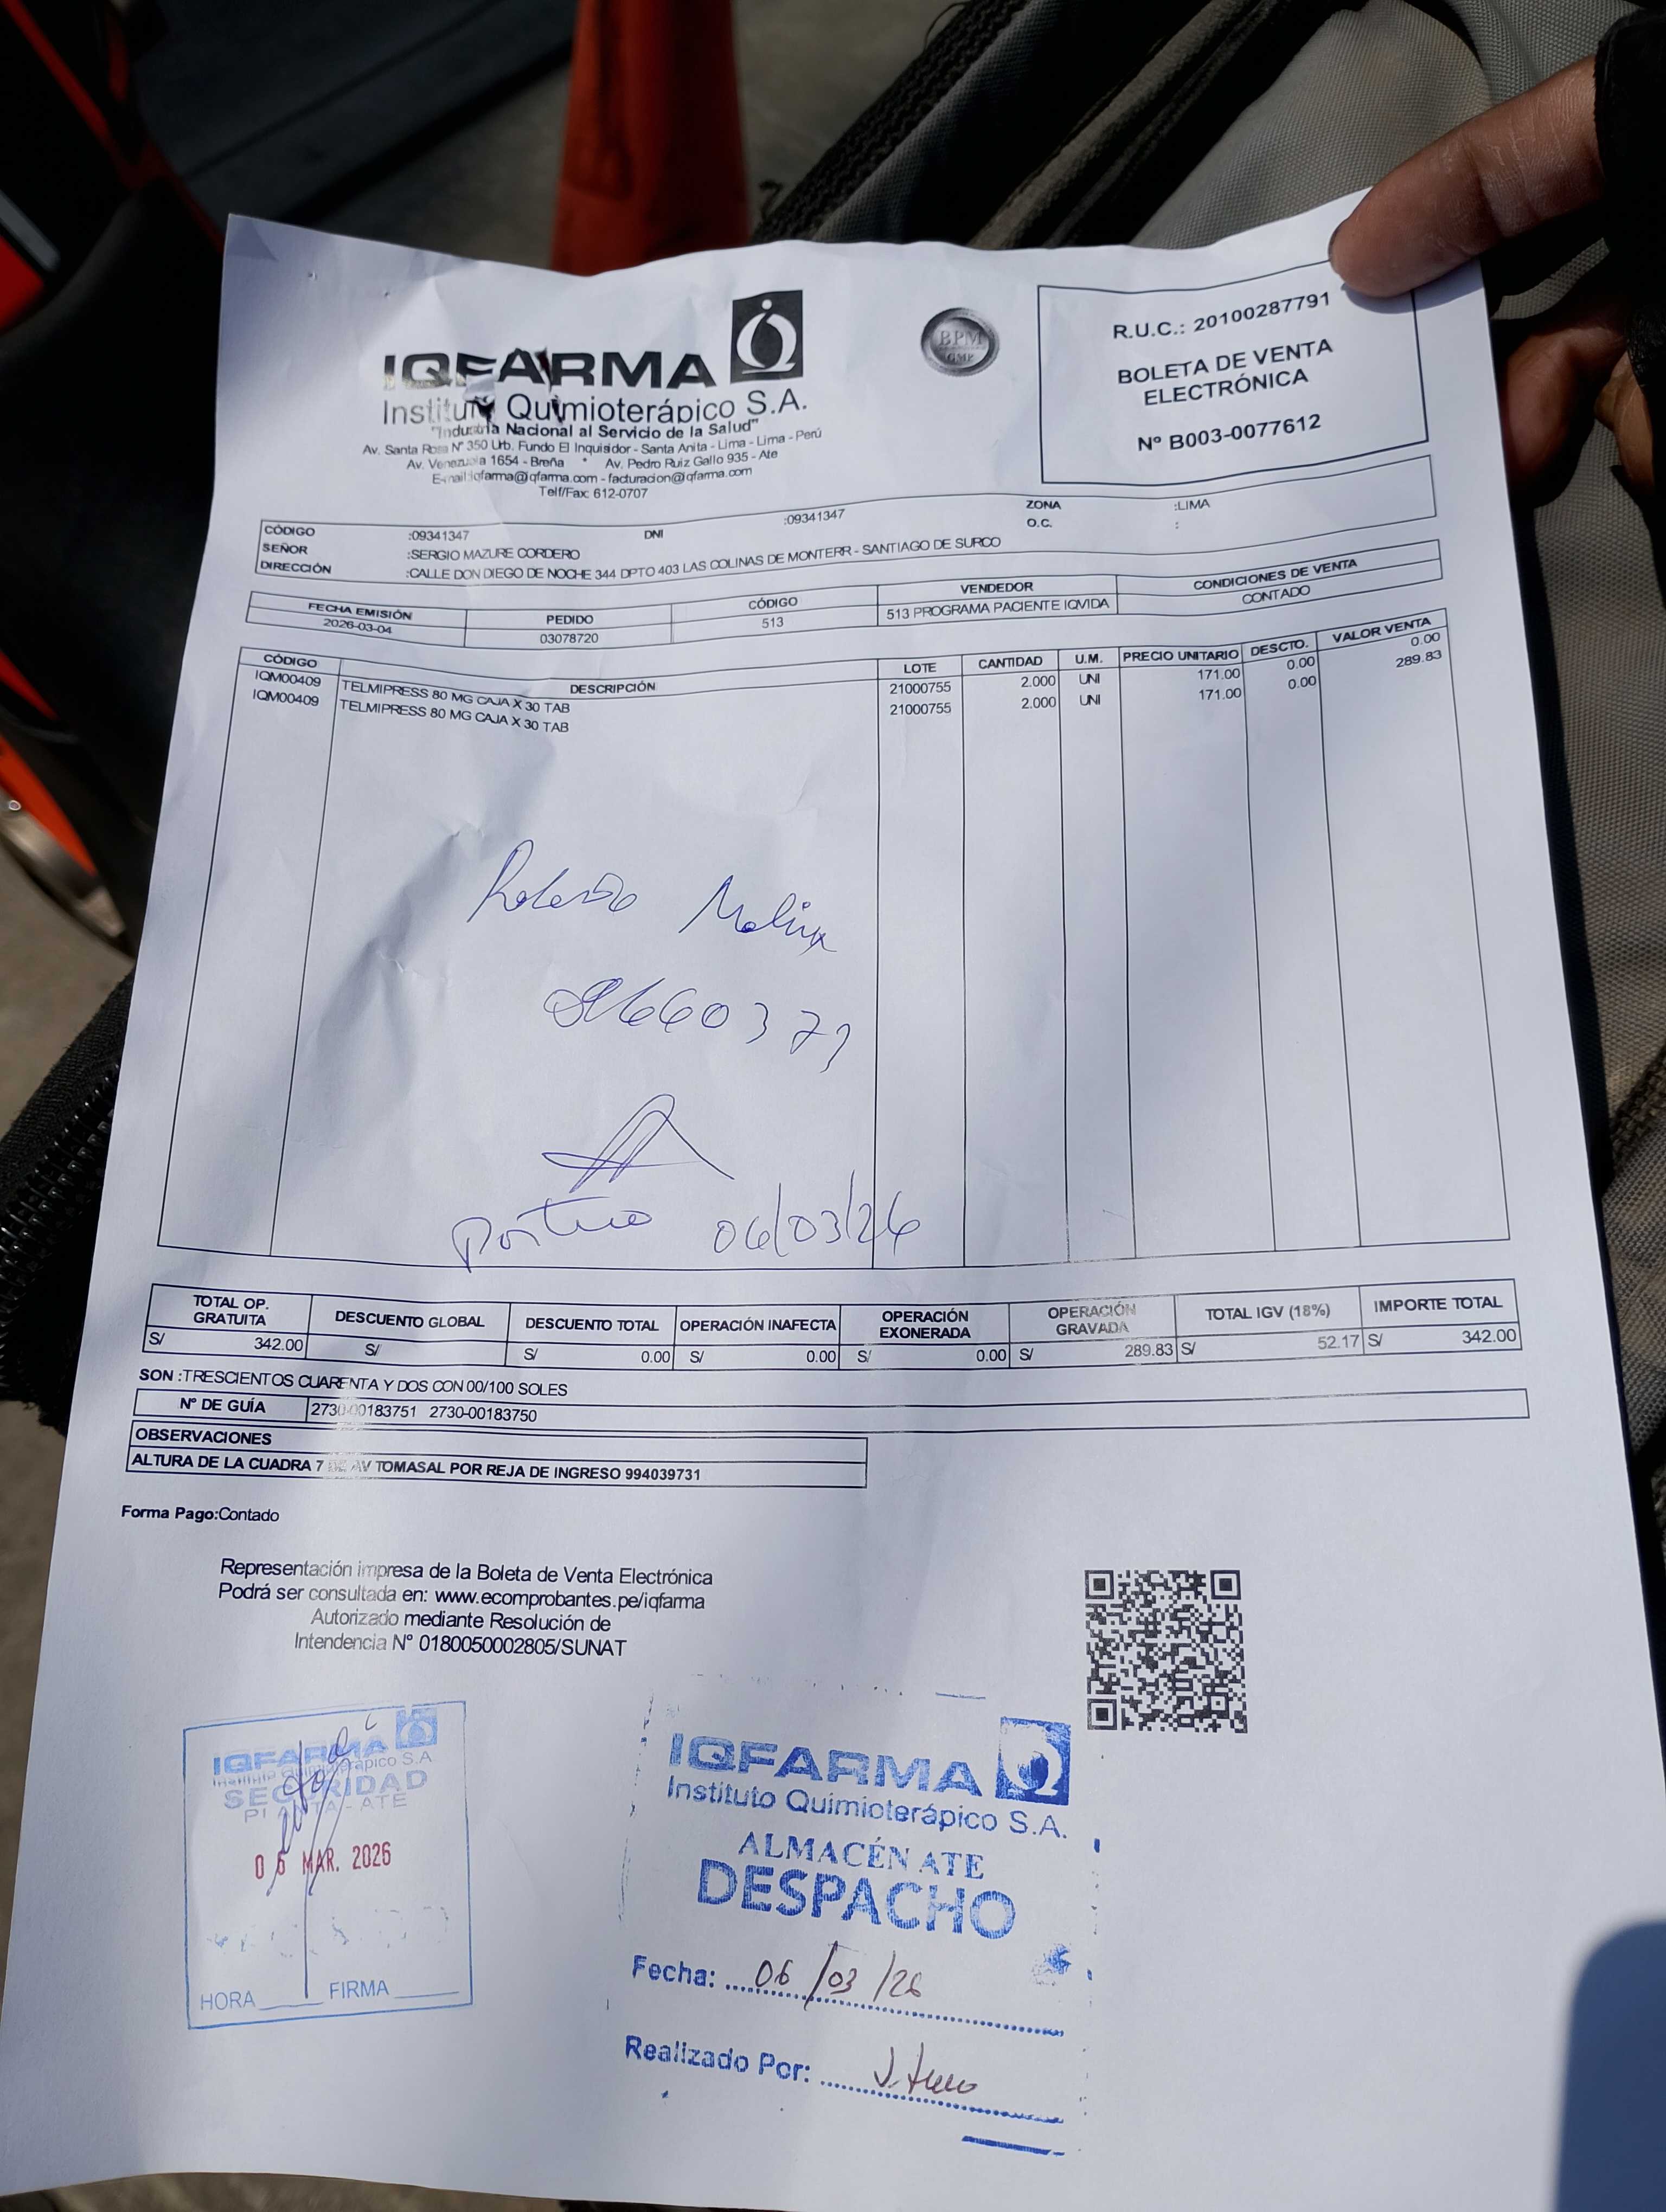 IQFARMA
Instituto Quimioterápico S.A.
"Industria Nacional al Servicio de la Salud"
Av. Santa Rosa N° 350 Urb. Fundo El Inquisidor - Santa Anita - Lima - Lima - Perú
Av. Venezuela 1654 - Breña * Av. Pedro Ruiz Gallo 935 - Ate
E-mail:iqfarma@iqfarma.com - facturacion@iqfarma.com
Telf/Fax: 612-0707
BPM
GMP
R.U.C.: 20100287791
BOLETA DE VENTA
ELECTRÓNICA
N° B003-0077612
CÓDIGO :09341347 DNI :09341347 ZONA :LIMA
SEÑOR :SERGIO MAZURE CORDERO O.C. :
DIRECCIÓN :CALLE DON DIEGO DE NOCHE 344 DPTO 403 LAS COLINAS DE MONTERR - SANTIAGO DE SURCO
FECHA EMISIÓN PEDIDO CÓDIGO VENDEDOR CONDICIONES DE VENTA
2026-03-04 03078720 513 513 PROGRAMA PACIENTE IQVIDA CONTADO
CÓDIGO DESCRIPCIÓN LOTE CANTIDAD U.M. PRECIO UNITARIO DESCTO. VALOR VENTA
IQM00409 TELMIPRESS 80 MG CAJA X 30 TAB 21000755 2.000 UNI 171.00 0.00 0.00
IQM00409 TELMIPRESS 80 MG CAJA X 30 TAB 21000755 2.000 UNI 171.00 0.00 289.83
Molina
06/03/26
TOTAL OP. GRATUITA DESCUENTO GLOBAL DESCUENTO TOTAL OPERACIÓN INAFECTA OPERACIÓN EXONERADA OPERACIÓN GRAVADA TOTAL IGV (18%) IMPORTE TOTAL
S/ 342.00 S/ S/ 0.00 S/ 0.00 S/ 0.00 S/ 289.83 S/ 52.17 S/ 342.00
SON :TRESCIENTOS CUARENTA Y DOS CON 00/100 SOLES
N° DE GUÍA 2730-00183751 2730-00183750
OBSERVACIONES
ALTURA DE LA CUADRA 7 DE AV TOMASAL POR REJA DE INGRESO 994039731
Forma Pago:Contado
Representación impresa de la Boleta de Venta Electrónica
Podrá ser consultada en: www.ecomprobantes.pe/iqfarma
Autorizado mediante Resolución de
Intendencia N° 0180050002805/SUNAT
IQFARMA
Instituto Quimioterápico S.A.
SEGURIDAD
PLANTA - ATE
MAR. 2026
HORA FIRMA
IQFARMA
Instituto Quimioterápico S.A.
ALMACÉN ATE
DESPACHO
Fecha: 06/03/26
Realizado Por: